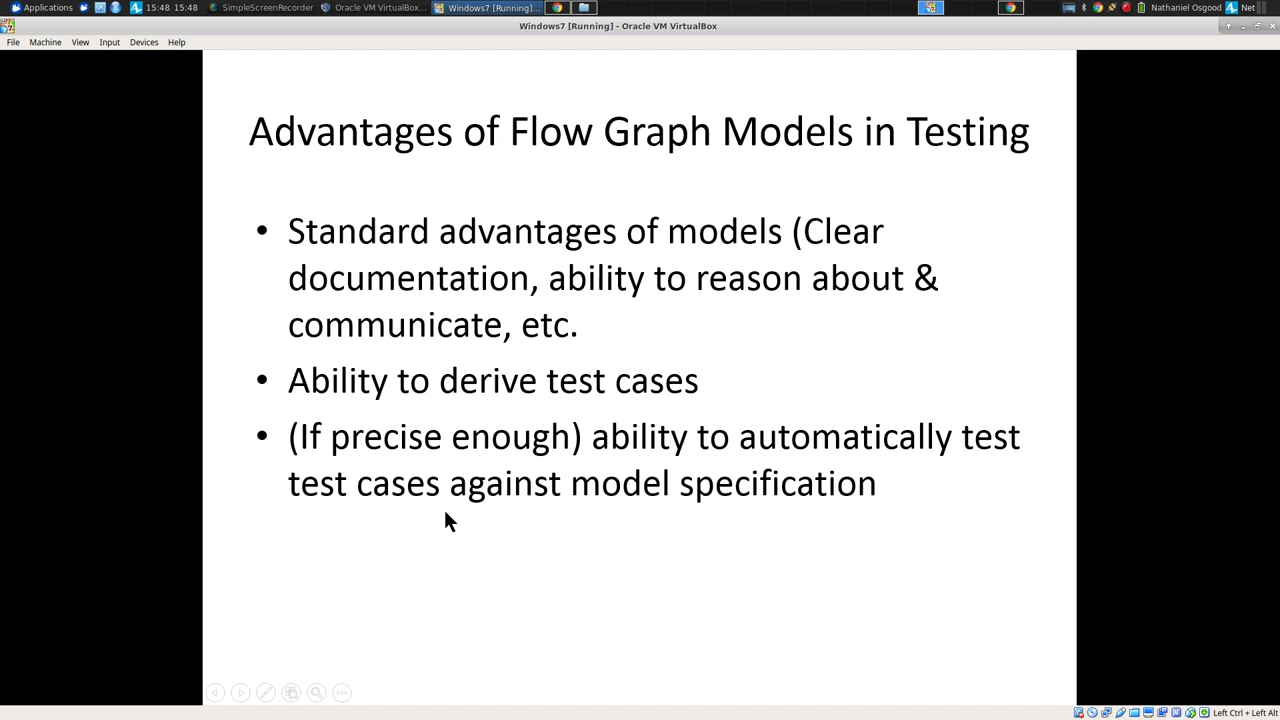 Applications 15:48 15:48 SimpleScreenRecorder Oracle VM VirtualBox... Windows7 [Running]... Nathaniel Osgood Net
Windows7 [Running] - Oracle VM VirtualBox
File Machine View Input Devices Help
Advantages of Flow Graph Models in Testing
• Standard advantages of models (Clear
documentation, ability to reason about &
communicate, etc.
• Ability to derive test cases
• (If precise enough) ability to automatically test
test cases against model specification
Left Ctrl + Left Alt